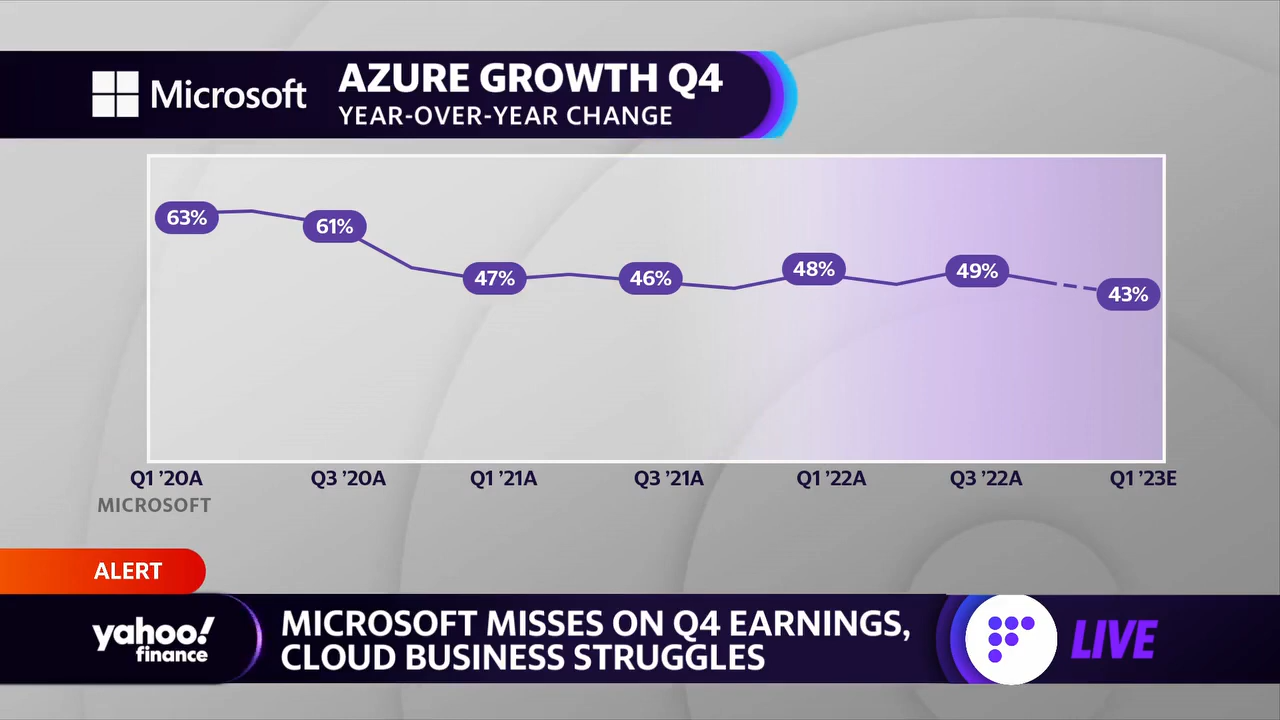 Microsoft
AZURE GROWTH Q4
YEAR-OVER-YEAR CHANGE
63%
61%
47%
46%
48%
49%
43%
Q1 ’20A
Q3 ’20A
Q1 ’21A
Q3 ’21A
Q1 ’22A
Q3 ’22A
Q1 ’23E
MICROSOFT
ALERT
yahoo!
finance
MICROSOFT MISSES ON Q4 EARNINGS,
CLOUD BUSINESS STRUGGLES
LIVE